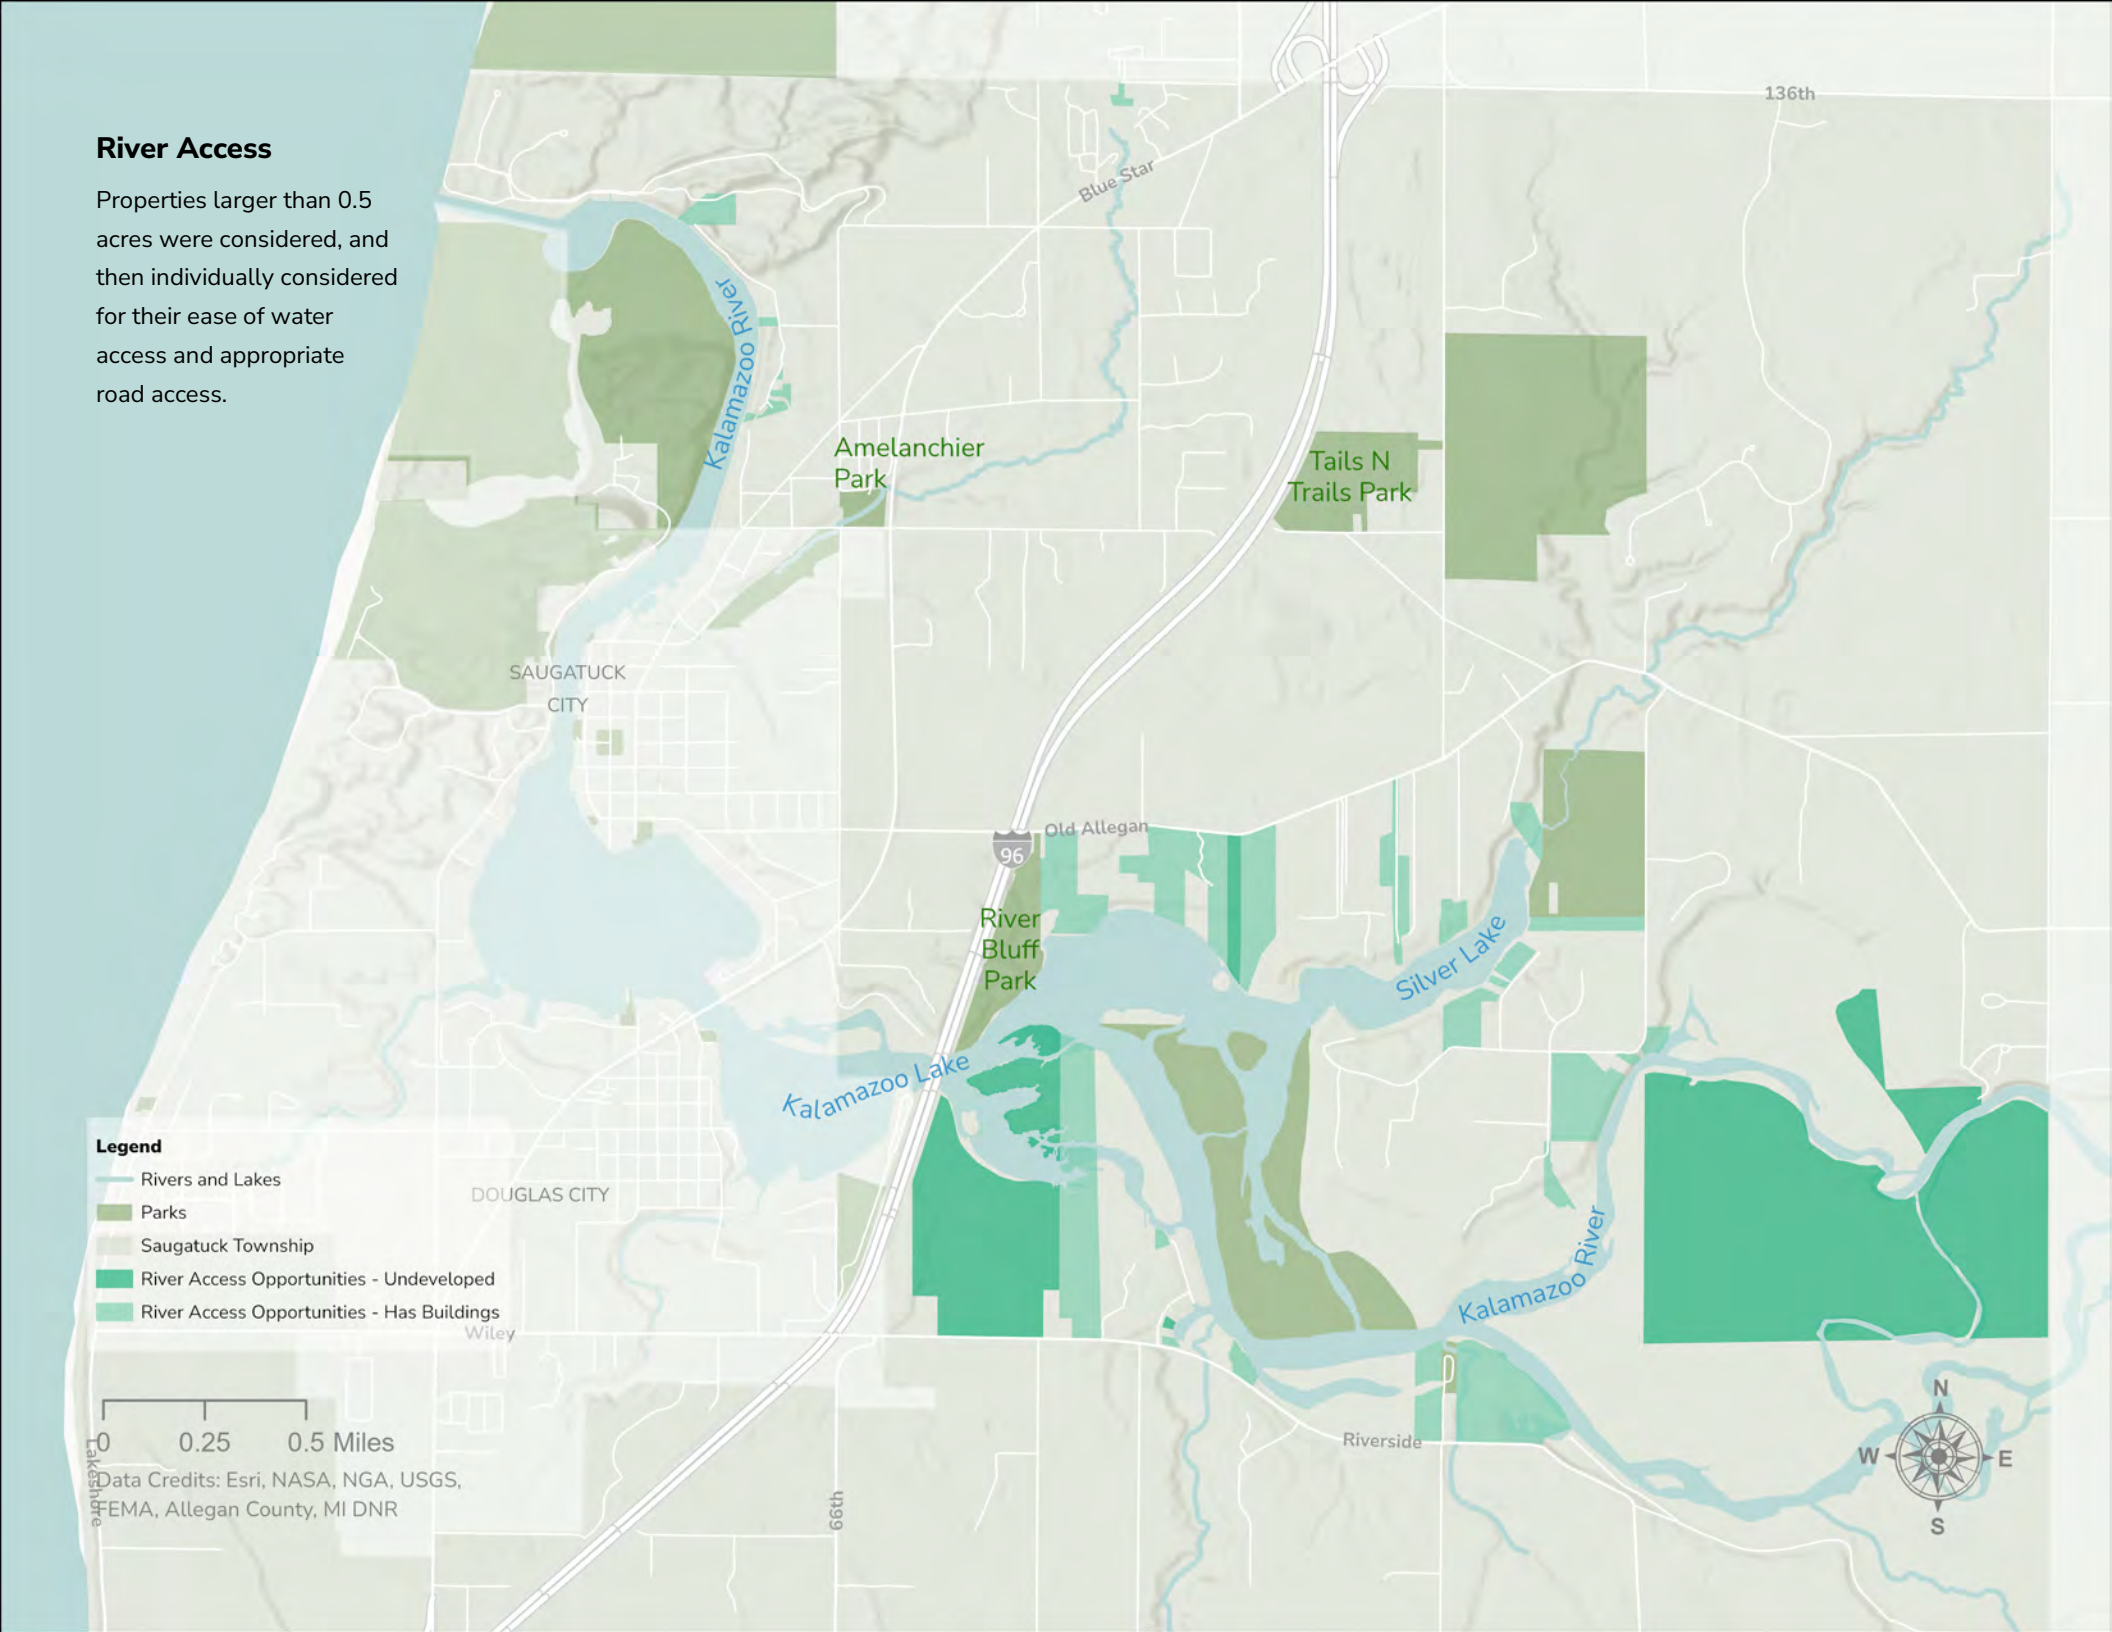 River Access
Properties larger than 0.5
acres were considered, and
then individually considered
for their ease of water
access and appropriate
road access.
136th
Blue Star
Kalamazoo River
Amelanchier
Park
Tails N
Trails Park
SAUGATUCK
CITY
Old Allegan
96
River
Bluff
Park
Silver Lake
Kalamazoo Lake
Legend
Rivers and Lakes
Parks
Saugatuck Township
River Access Opportunities - Undeveloped
River Access Opportunities - Has Buildings
DOUGLAS CITY
Kalamazoo River
Wiley
0 0.25 0.5 Miles
Data Credits: Esri, NASA, NGA, USGS,
FEMA, Allegan County, MI DNR
Lakeshore
66th
Riverside
N
W
E
S